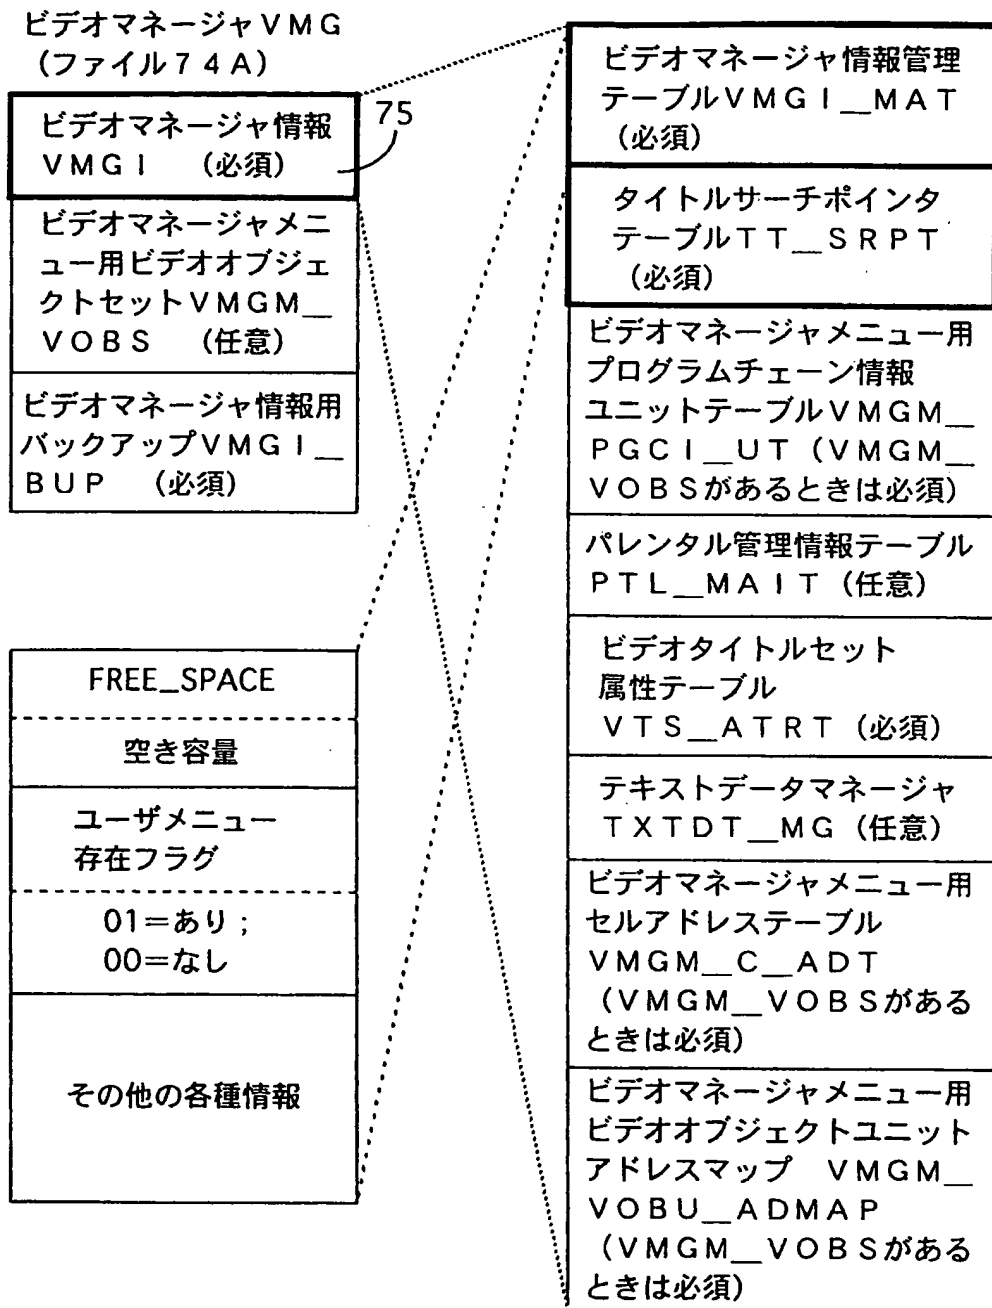 ビデオマネージャVMG
(ファイル74A)
ビデオマネージャ情報
VMGI (必須)
75
ビデオマネージャメニ
ュー用ビデオオブジェ
クトセットVMGM_
VOBS (任意)
ビデオマネージャ情報用
バックアップVMGI_
BUP (必須)
FREE_SPACE
空き容量
ユーザメニュー
存在フラグ
01=あり;
00=なし
その他の各種情報
ビデオマネージャ情報管理
テーブルVMGI_MAT
(必須)
タイトルサーチポインタ
テーブルTT_SRPT
(必須)
ビデオマネージャメニュー用
プログラムチェーン情報
ユニットテーブルVMGM_
PGCI_UT(VMGM_
VOBSがあるときは必須)
パレンタル管理情報テーブル
PTL_MAIT(任意)
ビデオタイトルセット
属性テーブル
VTS_ATRT(必須)
テキストデータマネージャ
TXTDT_MG(任意)
ビデオマネージャメニュー用
セルアドレステーブル
VMGM_C_ADT
(VMGM_VOBSがある
ときは必須)
ビデオマネージャメニュー用
ビデオオブジェクトユニット
アドレスマップ VMGM_
VOBU_ADMAP
(VMGM_VOBSがある
ときは必須)